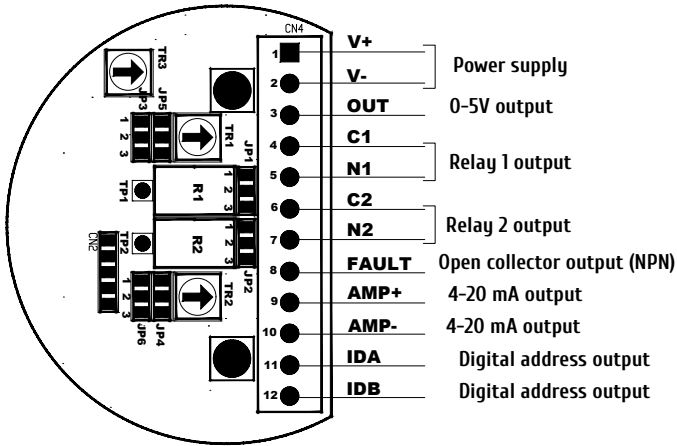 CN4
1 V+
Power supply
2 V-
3 OUT 0-5V output
4 C1
Relay 1 output
5 N1
6 C2
Relay 2 output
7 N2
8 FAULT Open collector output (NPN)
9 AMP+ 4-20 mA output
10 AMP- 4-20 mA output
11 IDA Digital address output
12 IDB Digital address output
TR3
JP3 JP5
1 2 3
TR1
JP1
TP1
R1
1 2 3
CN2
TP2
R2
1 2 3
JP2
1 2 3
TR2
JP6 JP4